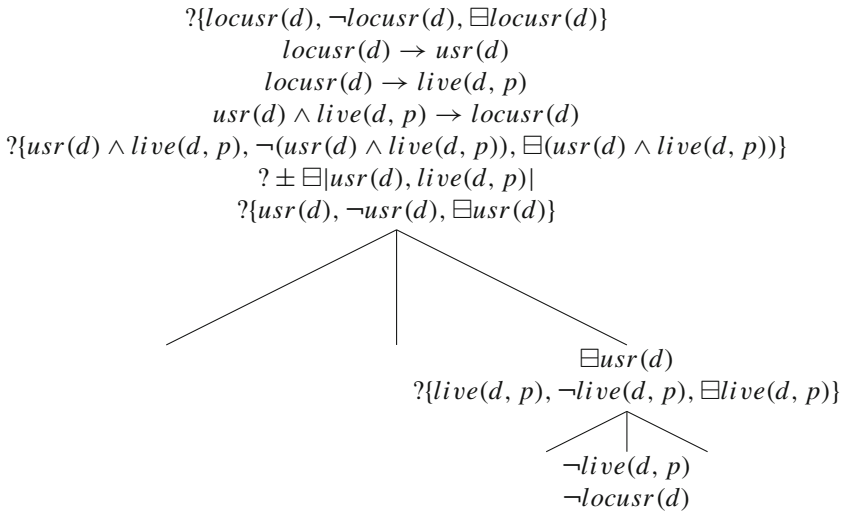 ?{locusr(d), ¬locusr(d), ⊟locusr(d)}
locusr(d) → usr(d)
locusr(d) → live(d, p)
usr(d) ∧ live(d, p) → locusr(d)
?{usr(d) ∧ live(d, p), ¬(usr(d) ∧ live(d, p)), ⊟(usr(d) ∧ live(d, p))}
? ± ⊟|usr(d), live(d, p)|
?{usr(d), ¬usr(d), ⊟usr(d)}
⊟usr(d)
?{live(d, p), ¬live(d, p), ⊟live(d, p)}
¬live(d, p)
¬locusr(d)